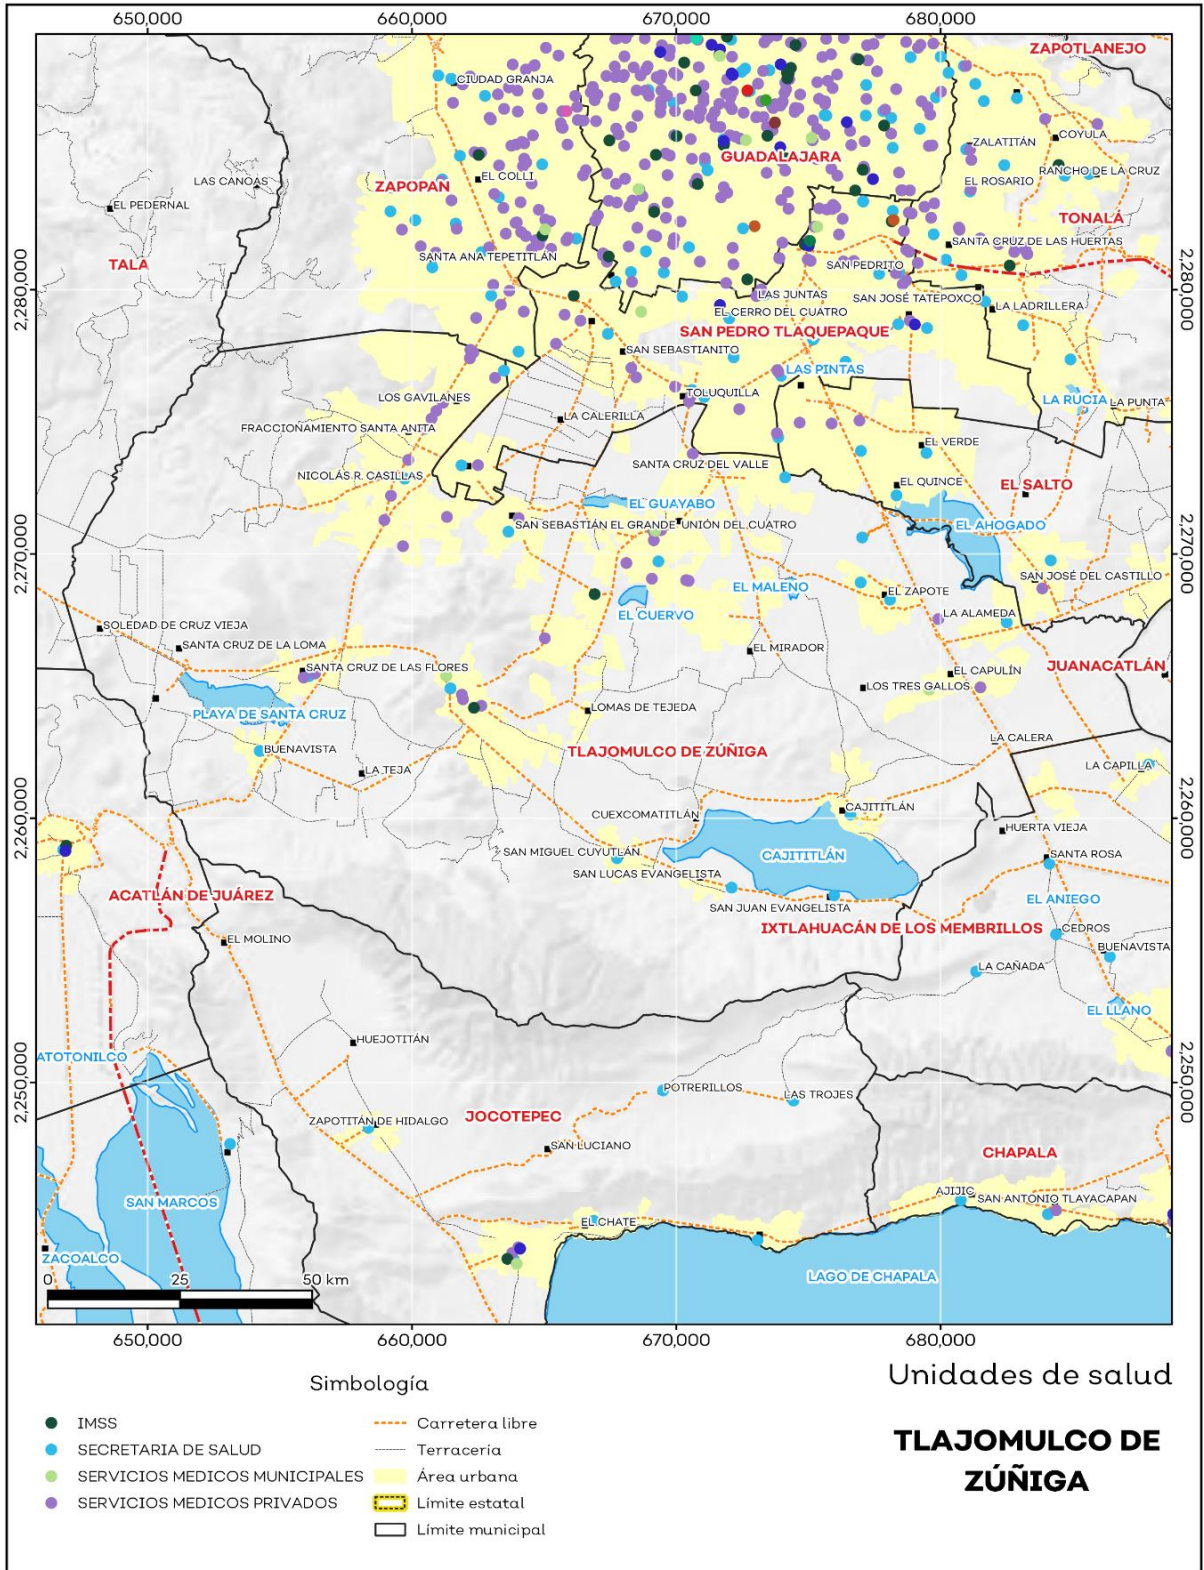 650,000
660,000
670,000
680,000
ZAPOTLANEJO
CIUDAD GRANJA
COYULA
ZALATITÁN
GUADALAJARA
RANCHO DE LA CRUZ
EL COLLI
EL ROSARIO
LAS CANOAS
ZAPOPAN
EL PEDERNAL
TONALÁ
SANTA CRUZ DE LAS HUERTAS
SANTA ANA TEPETITLÁN
TALA
SAN PEDRITO
2,280,000
2,280,000
LAS JUNTAS
SAN JOSÉ TATEPOXCO
LA LADRILLERA
EL CERRO DEL CUATRO
SAN PEDRO TLAQUEPAQUE
SAN SEBASTIANITO
LAS PINTAS
TOLUQUILLA
LOS GAVILANES
LA RUCIA
LA PUNTA
LA CALERILLA
FRACCIONAMIENTO SANTA ANITA
EL VERDE
SANTA CRUZ DEL VALLE
NICOLÁS R. CASILLAS
EL QUINCE
EL SALTO
EL GUAYABO
SAN SEBASTIÁN EL GRANDE
UNIÓN DEL CUATRO
EL AHOGADO
2,270,000
2,270,000
SAN JOSÉ DEL CASTILLO
EL MALENO
EL ZAPOTE
EL CUERVO
LA ALAMEDA
SOLEDAD DE CRUZ VIEJA
SANTA CRUZ DE LA LOMA
EL MIRADOR
SANTA CRUZ DE LAS FLORES
EL CAPULÍN
JUANACATLÁN
LOS TRES GALLOS
PLAYA DE SANTA CRUZ
LOMAS DE TEJEDA
LA CALERA
BUENAVISTA
TLAJOMULCO DE ZÚÑIGA
LA CAPILLA
LA TEJA
CAJITITLÁN
CUEXCOMATITLÁN
2,260,000
2,260,000
HUERTA VIEJA
SAN MIGUEL CUYUTLÁN
CAJITITLÁN
SANTA ROSA
SAN LUCAS EVANGELISTA
ACATLÁN DE JUÁREZ
EL ANIEGO
SAN JUAN EVANGELISTA
IXTLAHUACÁN DE LOS MEMBRILLOS
CEDROS
EL MOLINO
BUENAVISTA
LA CAÑADA
EL LLANO
HUEJOTITÁN
ATOTONILCO
2,250,000
2,250,000
POTRERILLOS
LAS TROJES
JOCOTEPEC
ZAPOTITÁN DE HIDALGO
SAN LUCIANO
CHAPALA
AJIJIC
SAN ANTONIO TLAYACAPAN
SAN MARCOS
EL CHATE
ZACOALCO
LAGO DE CHAPALA
0
25
50 km
650,000
660,000
670,000
680,000
Simbología
IMSS
SECRETARIA DE SALUD
SERVICIOS MEDICOS MUNICIPALES
SERVICIOS MEDICOS PRIVADOS
Carretera libre
Terracería
Área urbana
Límite estatal
Límite municipal
Unidades de salud
TLAJOMULCO DE
ZÚÑIGA